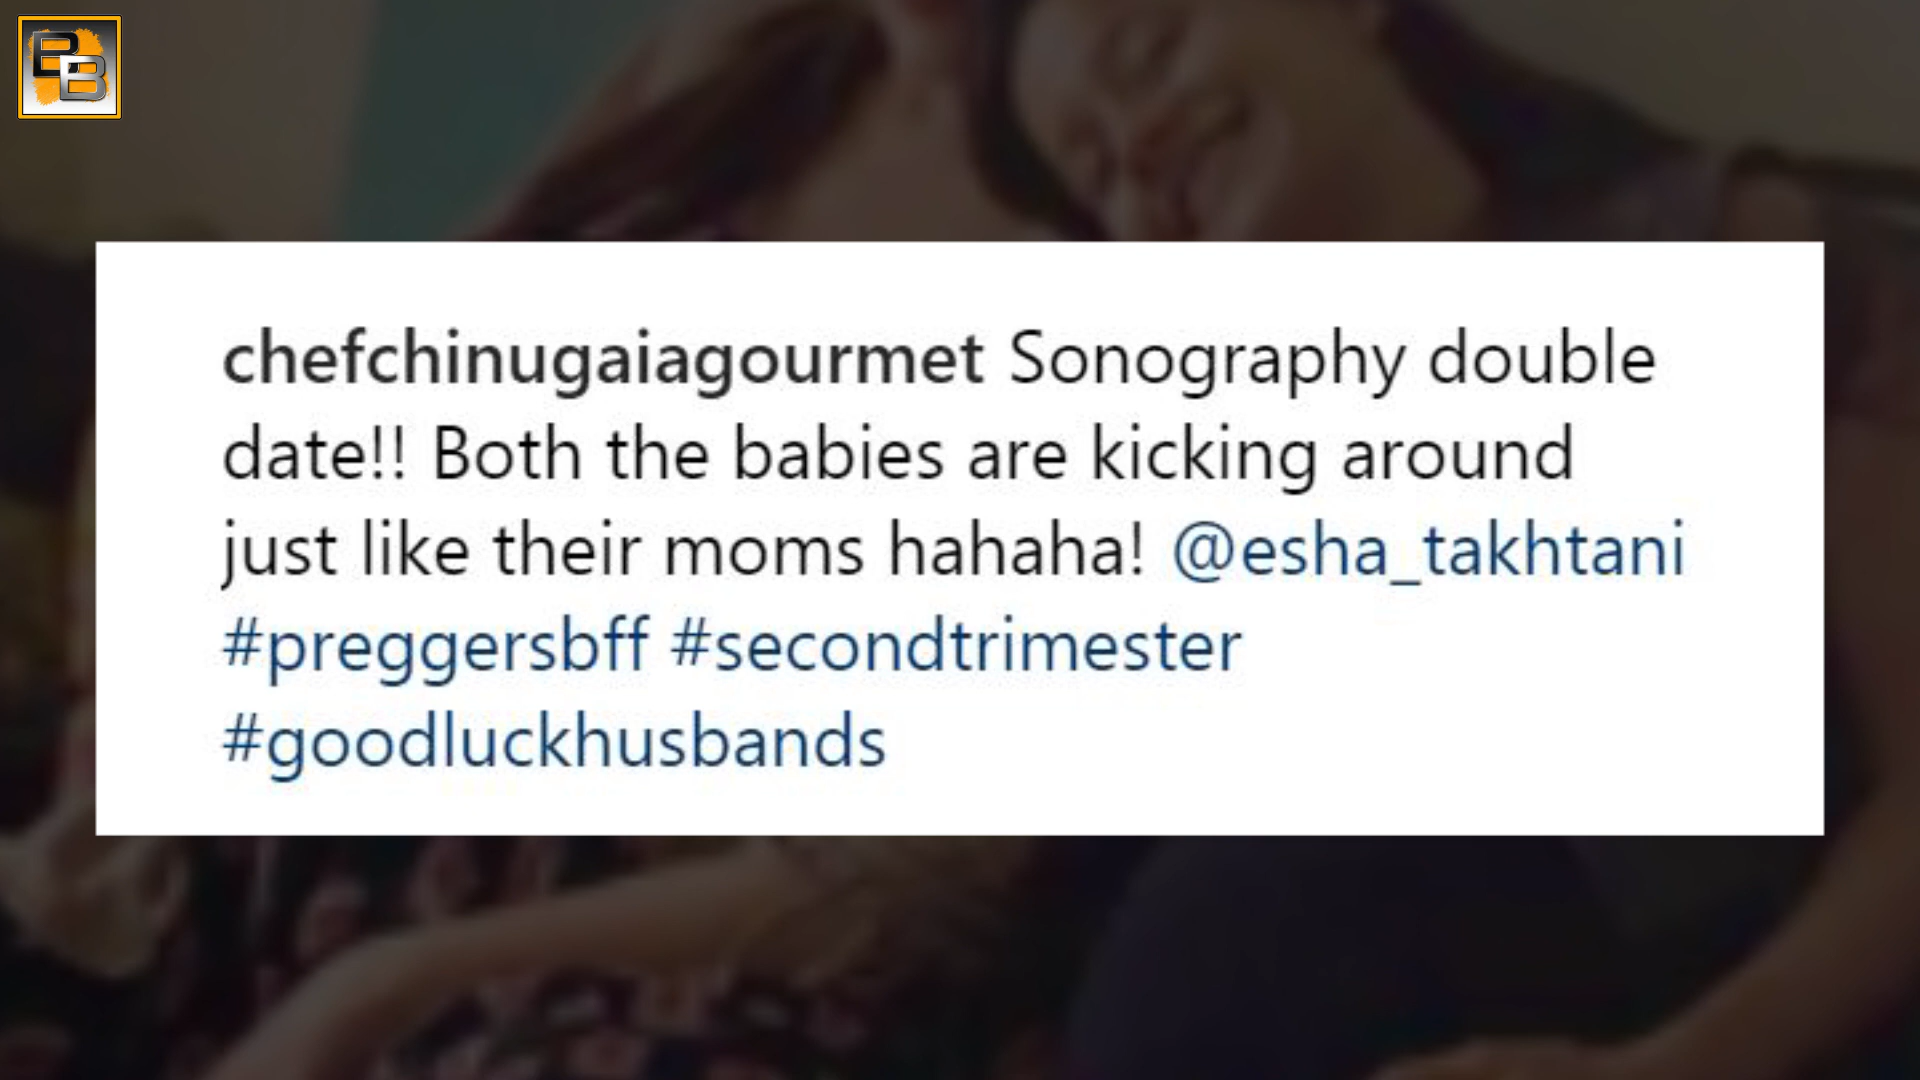 BB
chefchinugaiagourmet Sonography double
date!! Both the babies are kicking around
just like their moms hahaha! @esha_takhtani
#preggersbff #secondtrimester
#goodluckhusbands